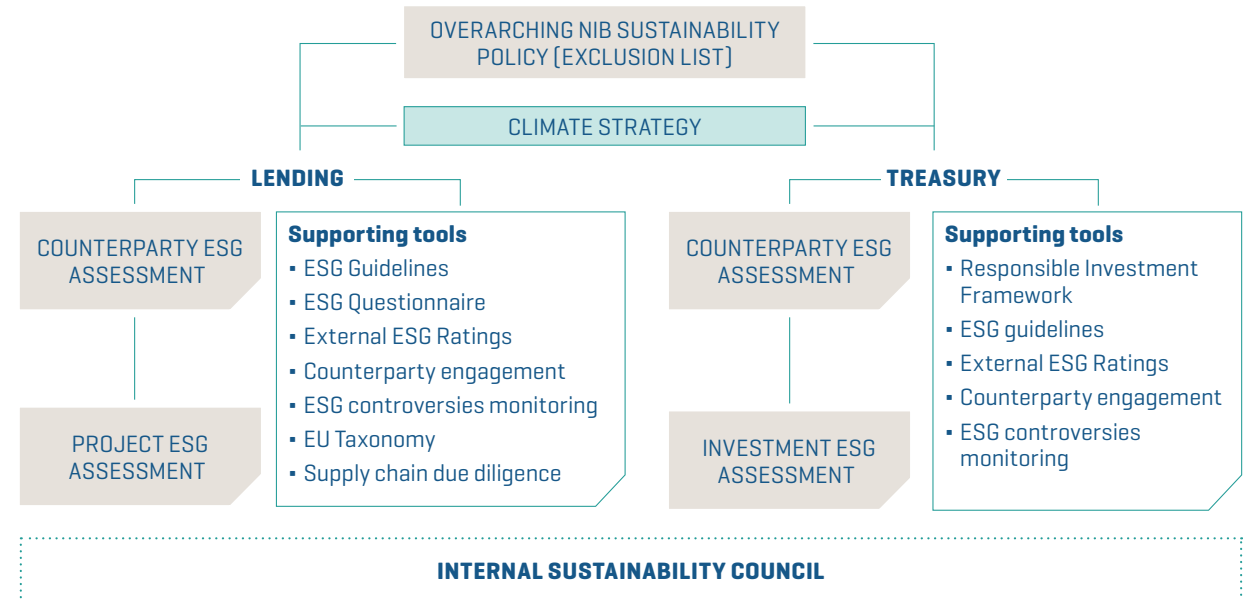 OVERARCHING NIB SUSTAINABILITY
POLICY (EXCLUSION LIST)
CLIMATE STRATEGY
LENDING
COUNTERPARTY ESG
ASSESSMENT
PROJECT ESG
ASSESSMENT
Supporting tools
▪ ESG Guidelines
▪ ESG Questionnaire
▪ External ESG Ratings
▪ Counterparty engagement
▪ ESG controversies monitoring
▪ EU Taxonomy
▪ Supply chain due diligence
TREASURY
COUNTERPARTY ESG
ASSESSMENT
INVESTMENT ESG
ASSESSMENT
Supporting tools
▪ Responsible Investment
Framework
▪ ESG guidelines
▪ External ESG Ratings
▪ Counterparty engagement
▪ ESG controversies
monitoring
INTERNAL SUSTAINABILITY COUNCIL